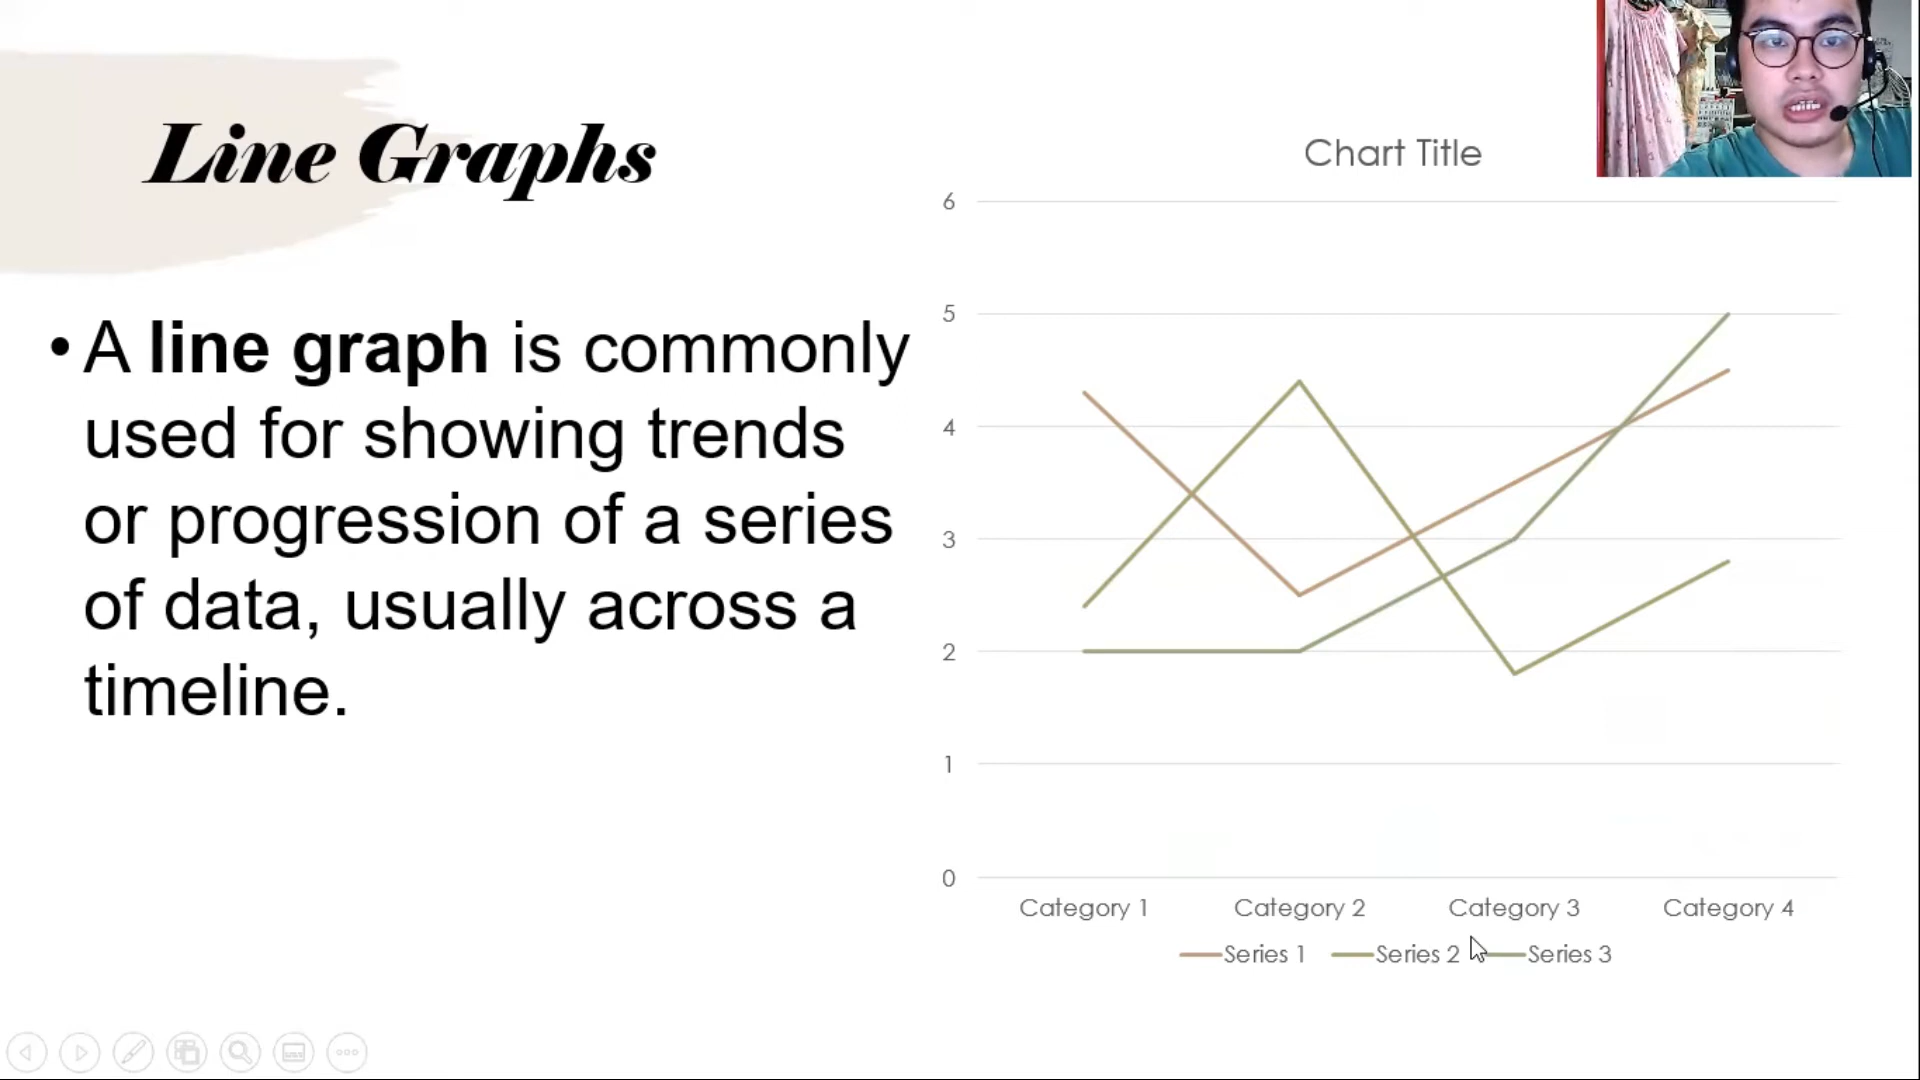 Line Graphs
• A line graph is commonly
used for showing trends
or progression of a series
of data, usually across a
timeline.
Chart Title
6
5
4
3
2
1
0
Category 1 Category 2 Category 3 Category 4
Series 1 Series 2 Series 3